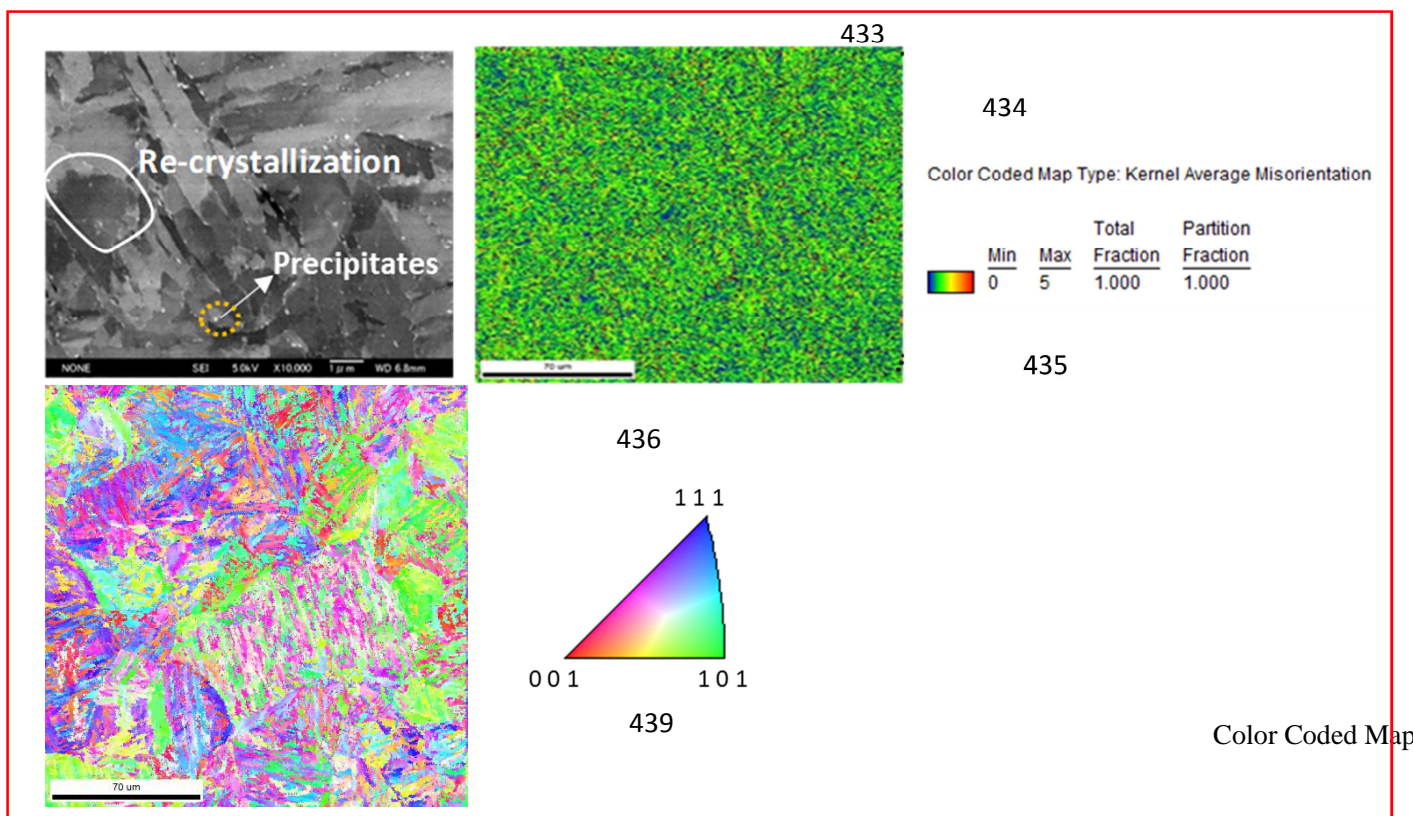 433
434
Re-crystallization
Precipitates
NONE SEI 5.0kV X10,000 1μm WD 6.8mm
70 um
Color Coded Map Type: Kernel Average Misorientation
Total Partition
Min Max Fraction Fraction
0 5 1.000 1.000
435
436
1 1 1
0 0 1 1 0 1
439
Color Coded Map
70 um